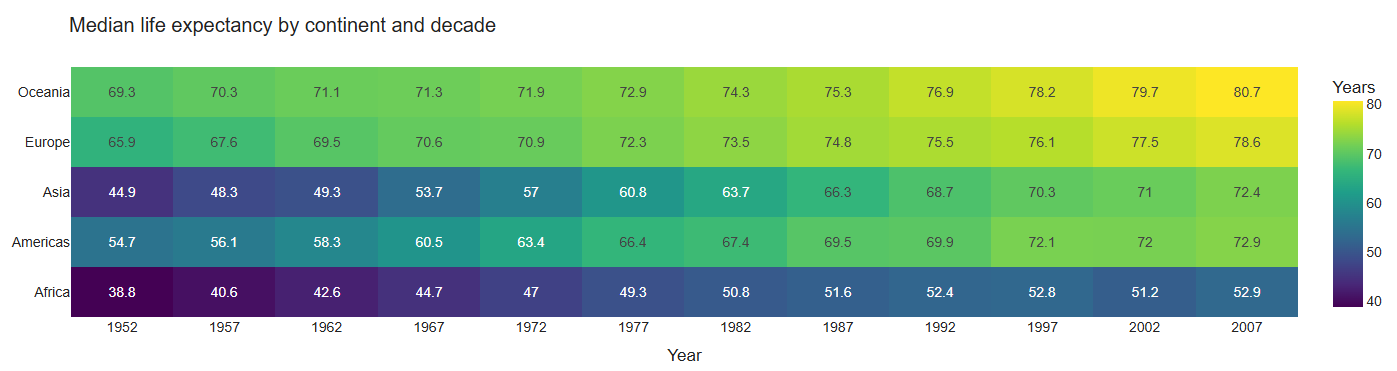 Median life expectancy by continent and decade
Years
Oceania 69.3 70.3 71.1 71.3 71.9 72.9 74.3 75.3 76.9 78.2 79.7 80.7
80
Europe 65.9 67.6 69.5 70.6 70.9 72.3 73.5 74.8 75.5 76.1 77.5 78.6
70
Asia 44.9 48.3 49.3 53.7 57 60.8 63.7 66.3 68.7 70.3 71 72.4
60
Americas 54.7 56.1 58.3 60.5 63.4 66.4 67.4 69.5 69.9 72.1 72 72.9
50
Africa 38.8 40.6 42.6 44.7 47 49.3 50.8 51.6 52.4 52.8 51.2 52.9
40
1952 1957 1962 1967 1972 1977 1982 1987 1992 1997 2002 2007
Year